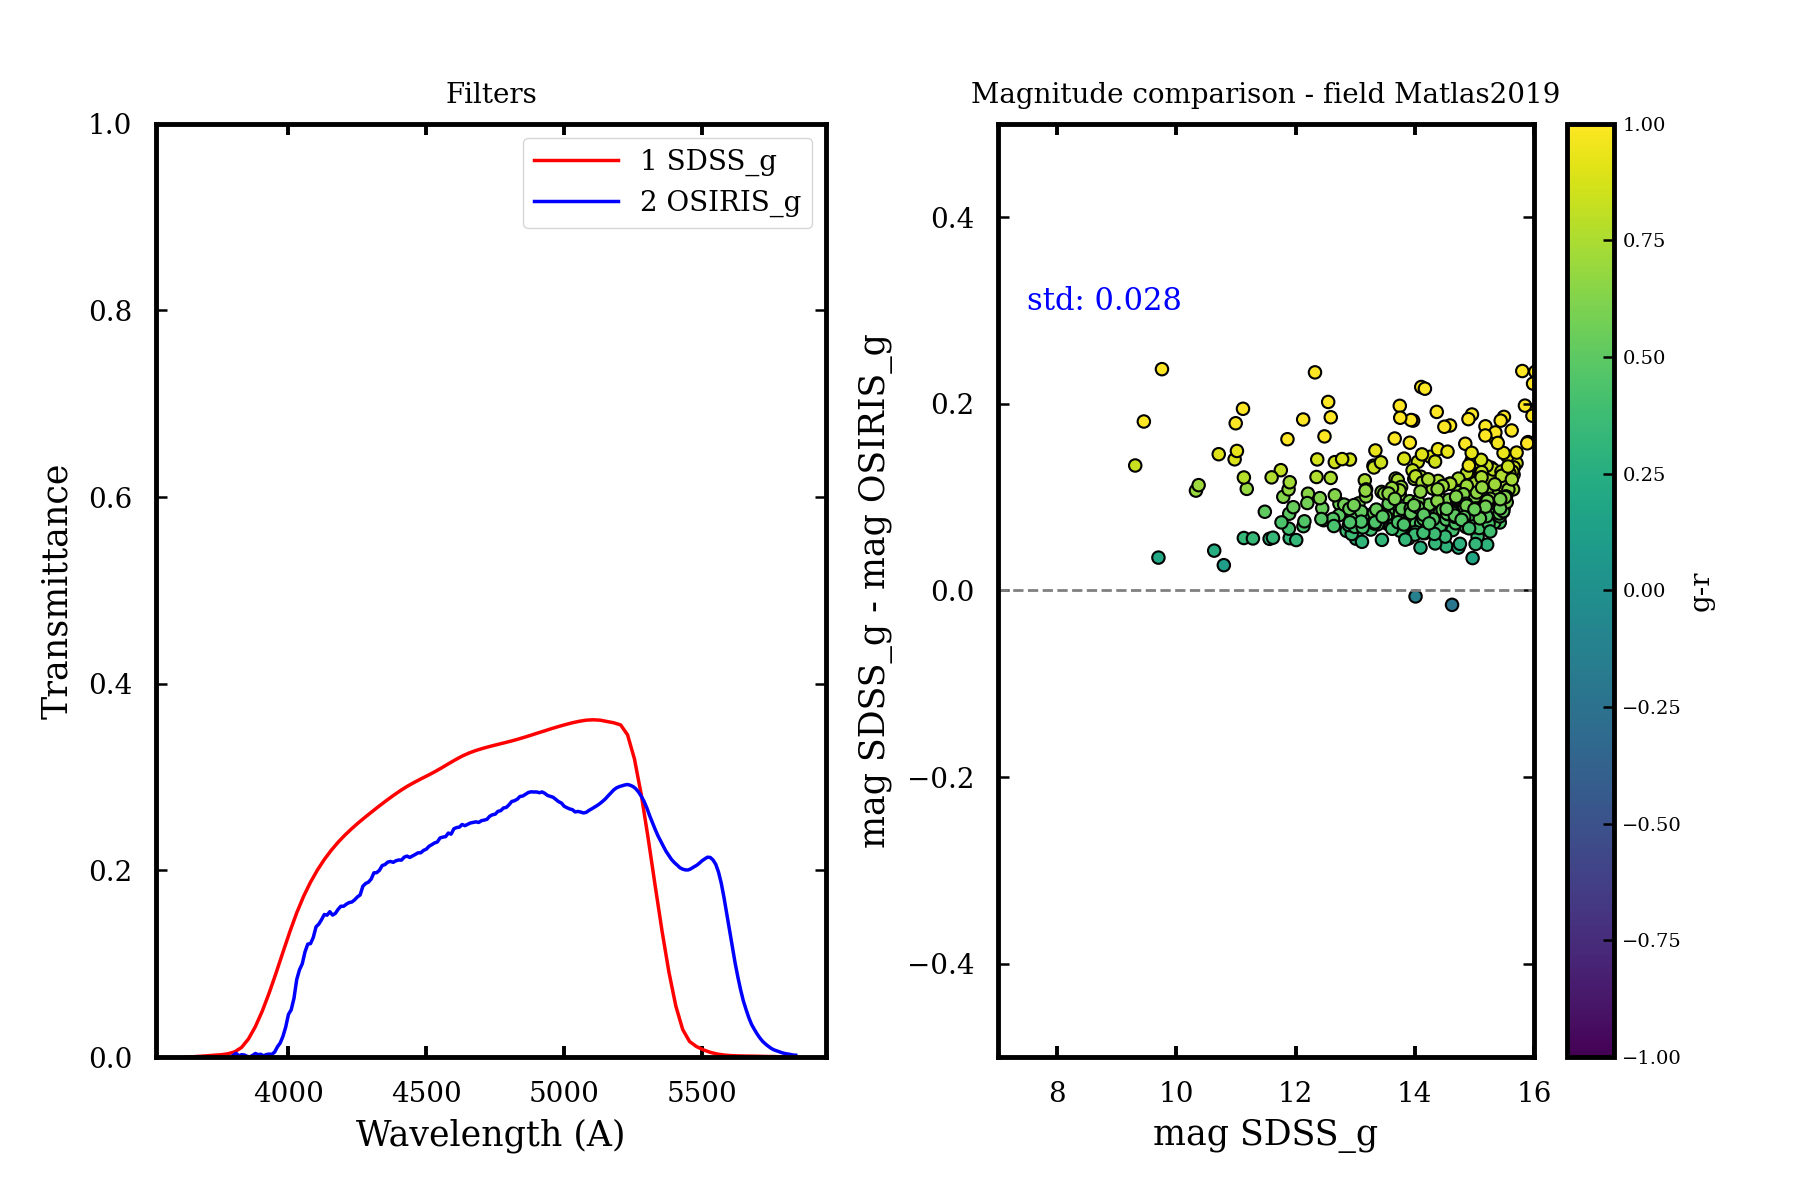 Filters
1.0
0.8
0.6
0.4
0.2
0.0
Transmittance
1 SDSS_g
2 OSIRIS_g
4000 4500 5000 5500
Wavelength (A)
Magnitude comparison - field Matlas2019
0.4
0.2
0.0
−0.2
−0.4
mag SDSS_g - mag OSIRIS_g
std: 0.028
8 10 12 14 16
mag SDSS_g
1.00
0.75
0.50
0.25
0.00
−0.25
−0.50
−0.75
−1.00
g-r